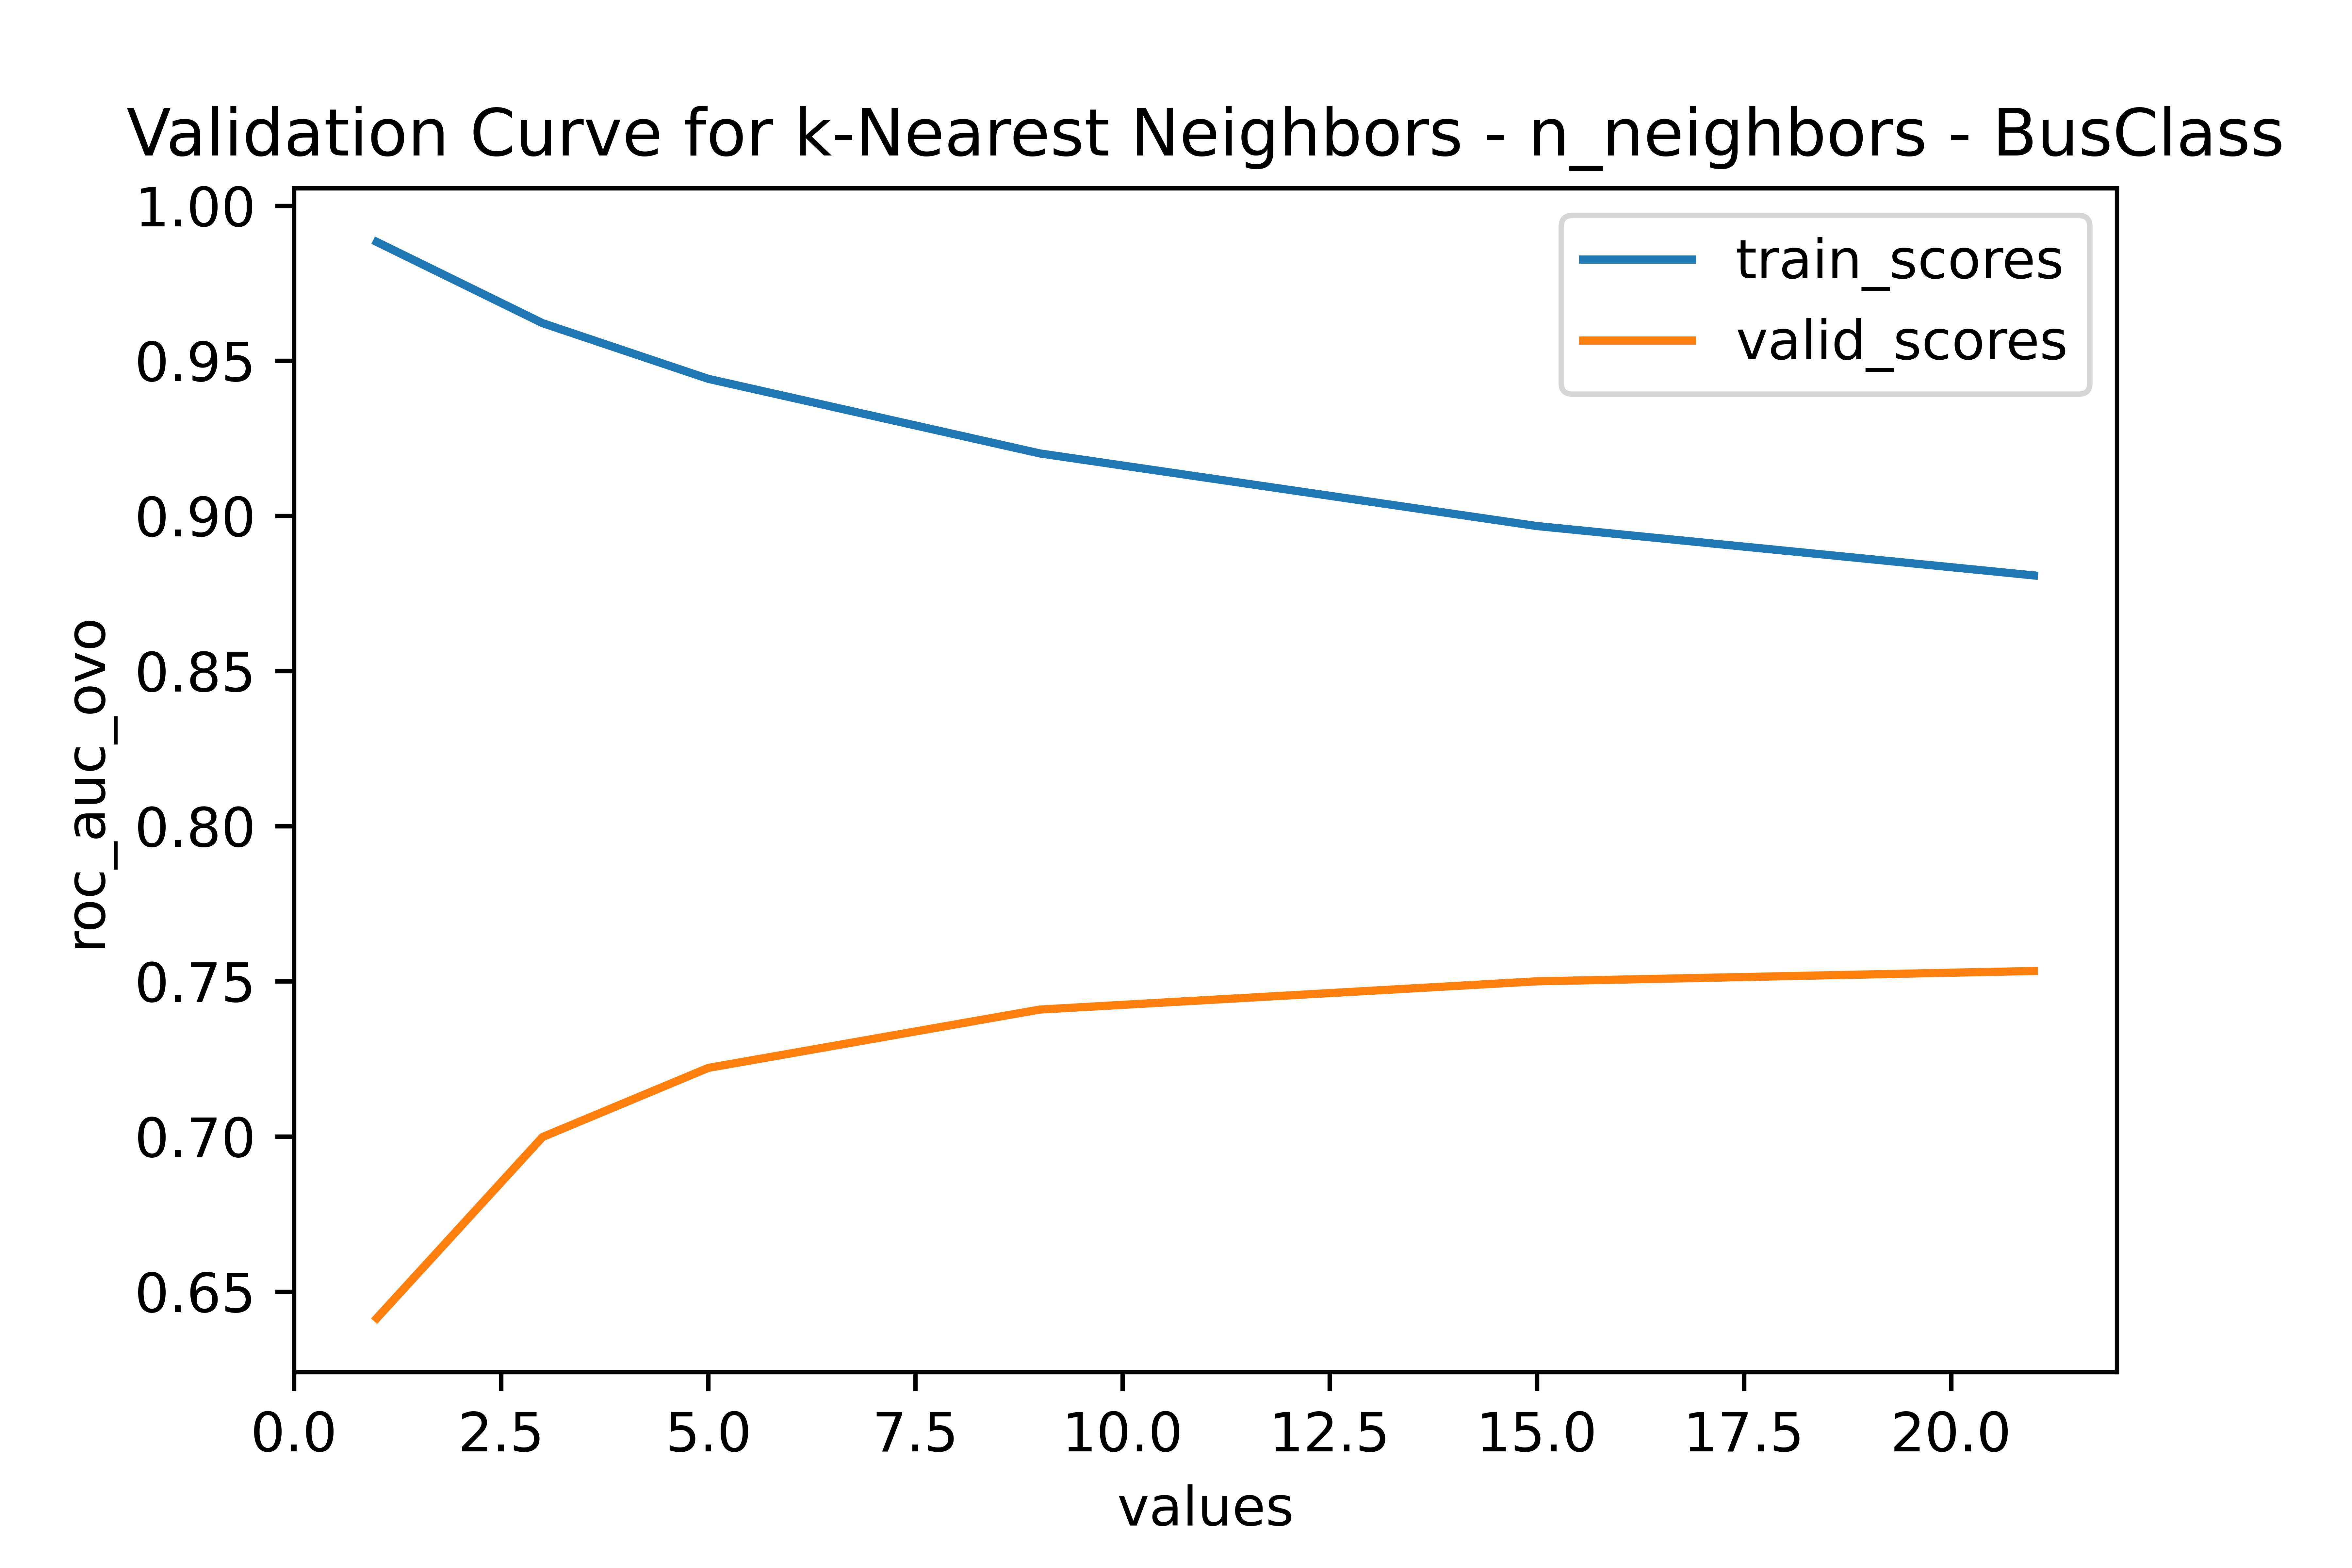 Validation Curve for k-Nearest Neighbors - n_neighbors - BusClass
1.00
0.95
0.90
0.85
0.80
0.75
0.70
0.65
roc_auc_ovo
train_scores
valid_scores
0.0 2.5 5.0 7.5 10.0 12.5 15.0 17.5 20.0
values